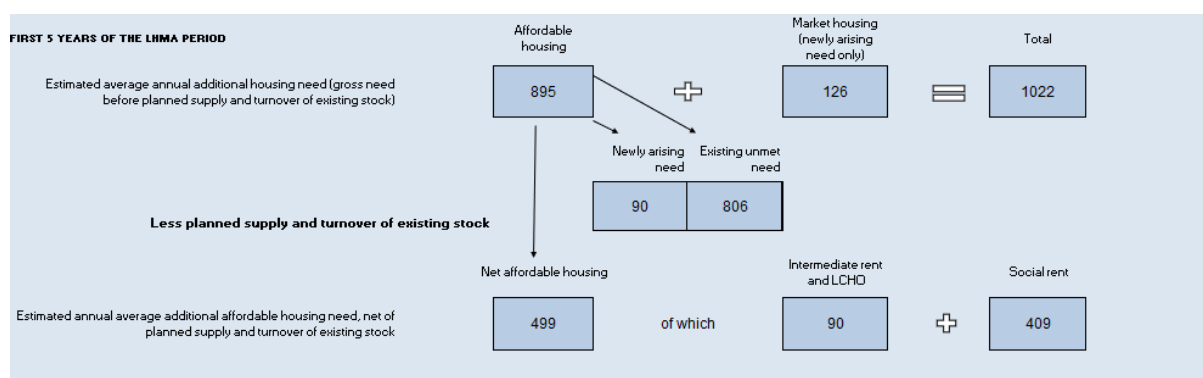 FIRST 5 YEARS OF THE LHMA PERIOD
Affordable
housing
Market housing
(newly arising
need only)
Total
Estimated average annual additional housing need (gross need
before planned supply and turnover of existing stock)
895
126
1022
Newly arising
need
Existing unmet
need
90
806
Less planned supply and turnover of existing stock
Net affordable housing
Intermediate rent
and LCHO
Social rent
Estimated annual average additional affordable housing need, net of
planned supply and turnover of existing stock
499
of which
90
409